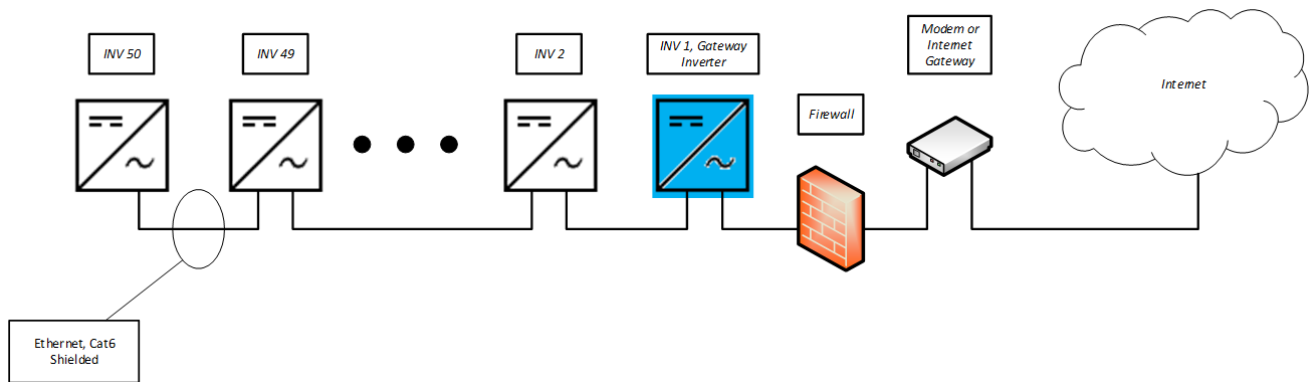 INV 50
INV 49
INV 2
INV 1, Gateway
Inverter
Modem or
Internet
Gateway
Internet
Firewall
Ethernet, Cat6
Shielded